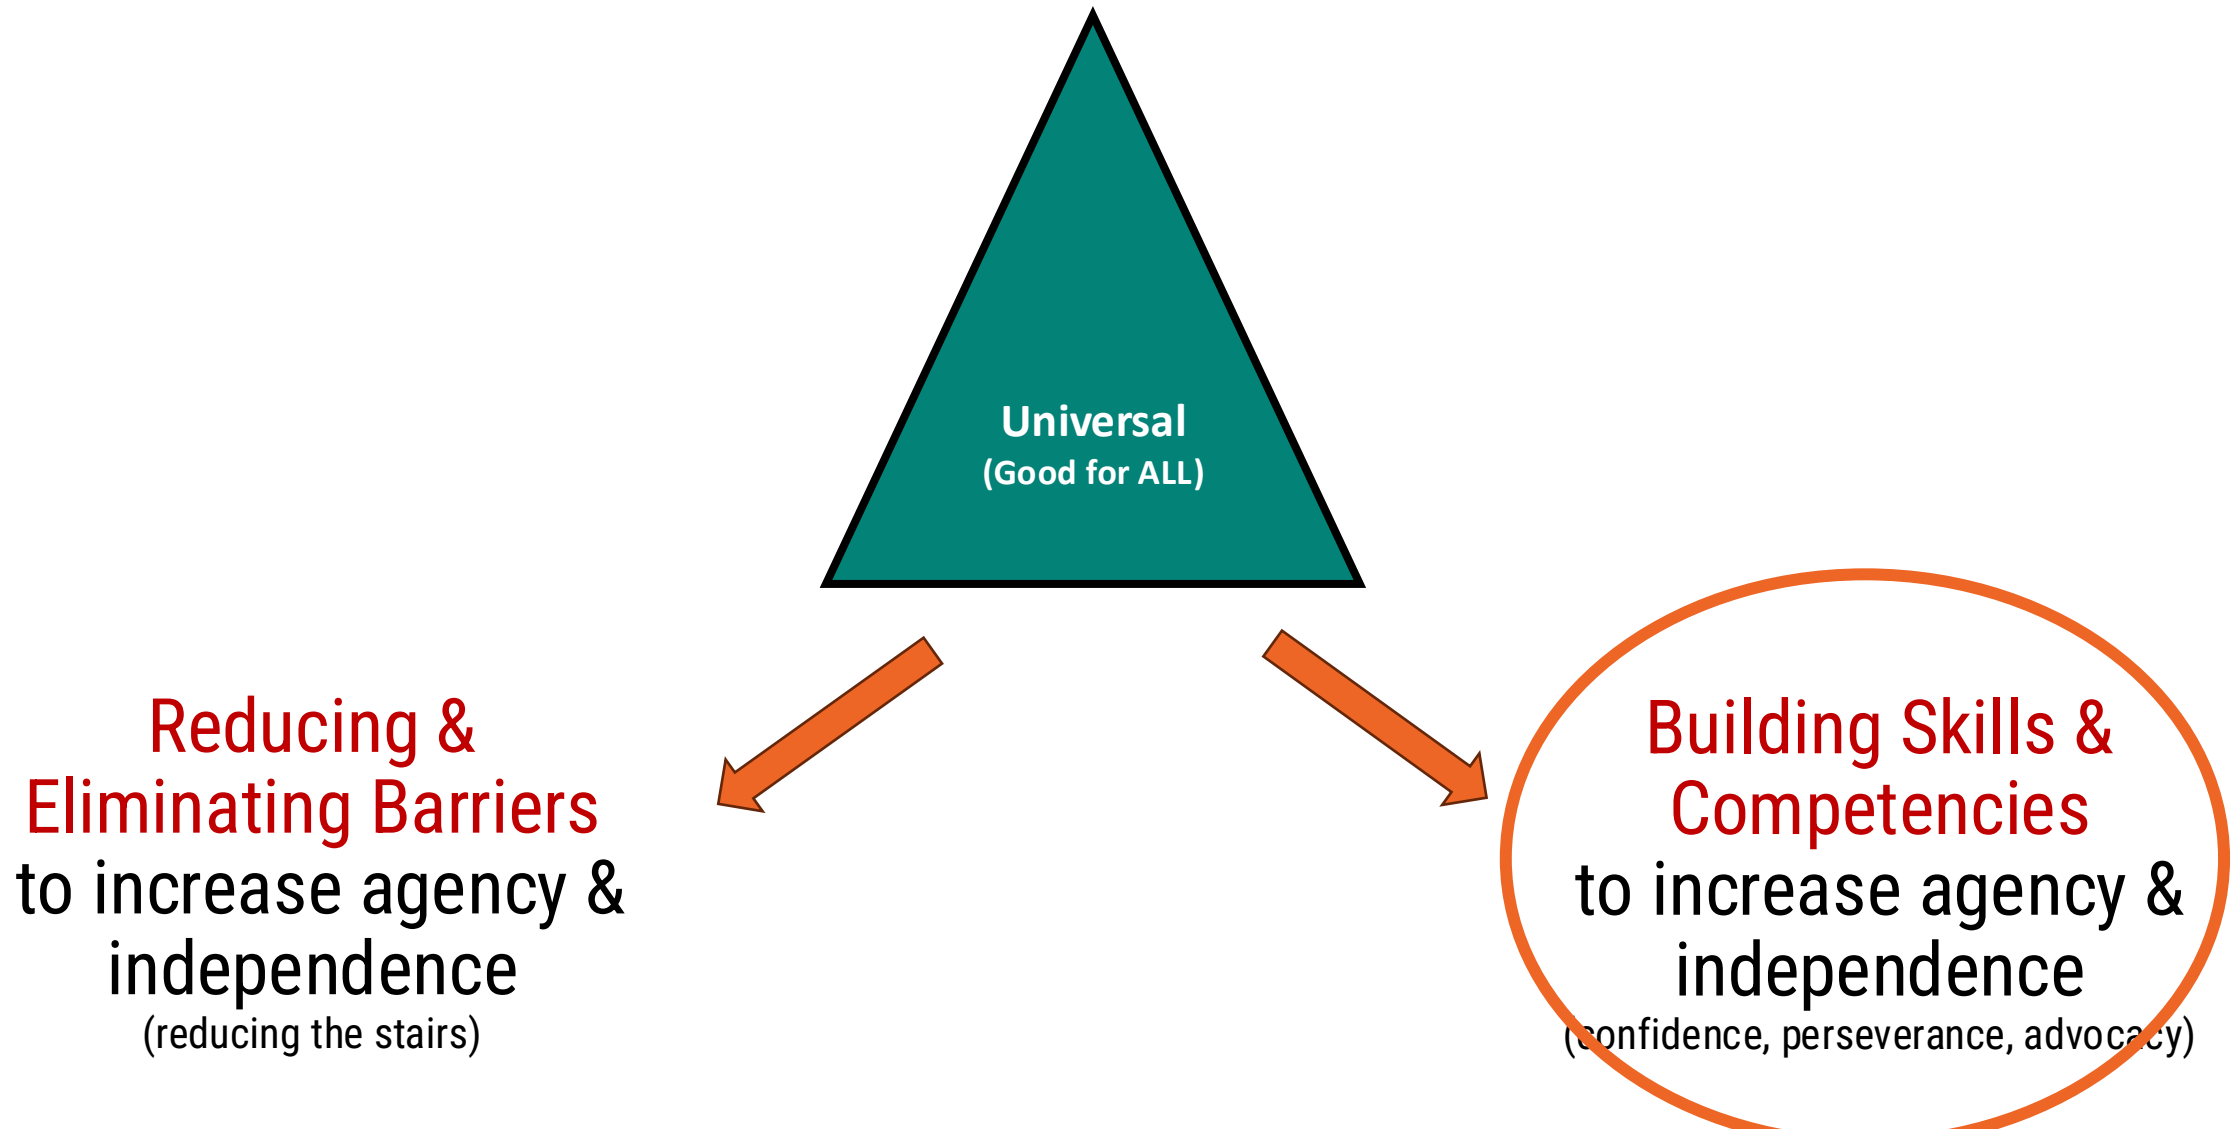 Universal
(Good for ALL)
Reducing &
Eliminating Barriers
to increase agency &
independence
(reducing the stairs)
Building Skills &
Competencies
to increase agency &
independence
(confidence, perseverance, advocacy)